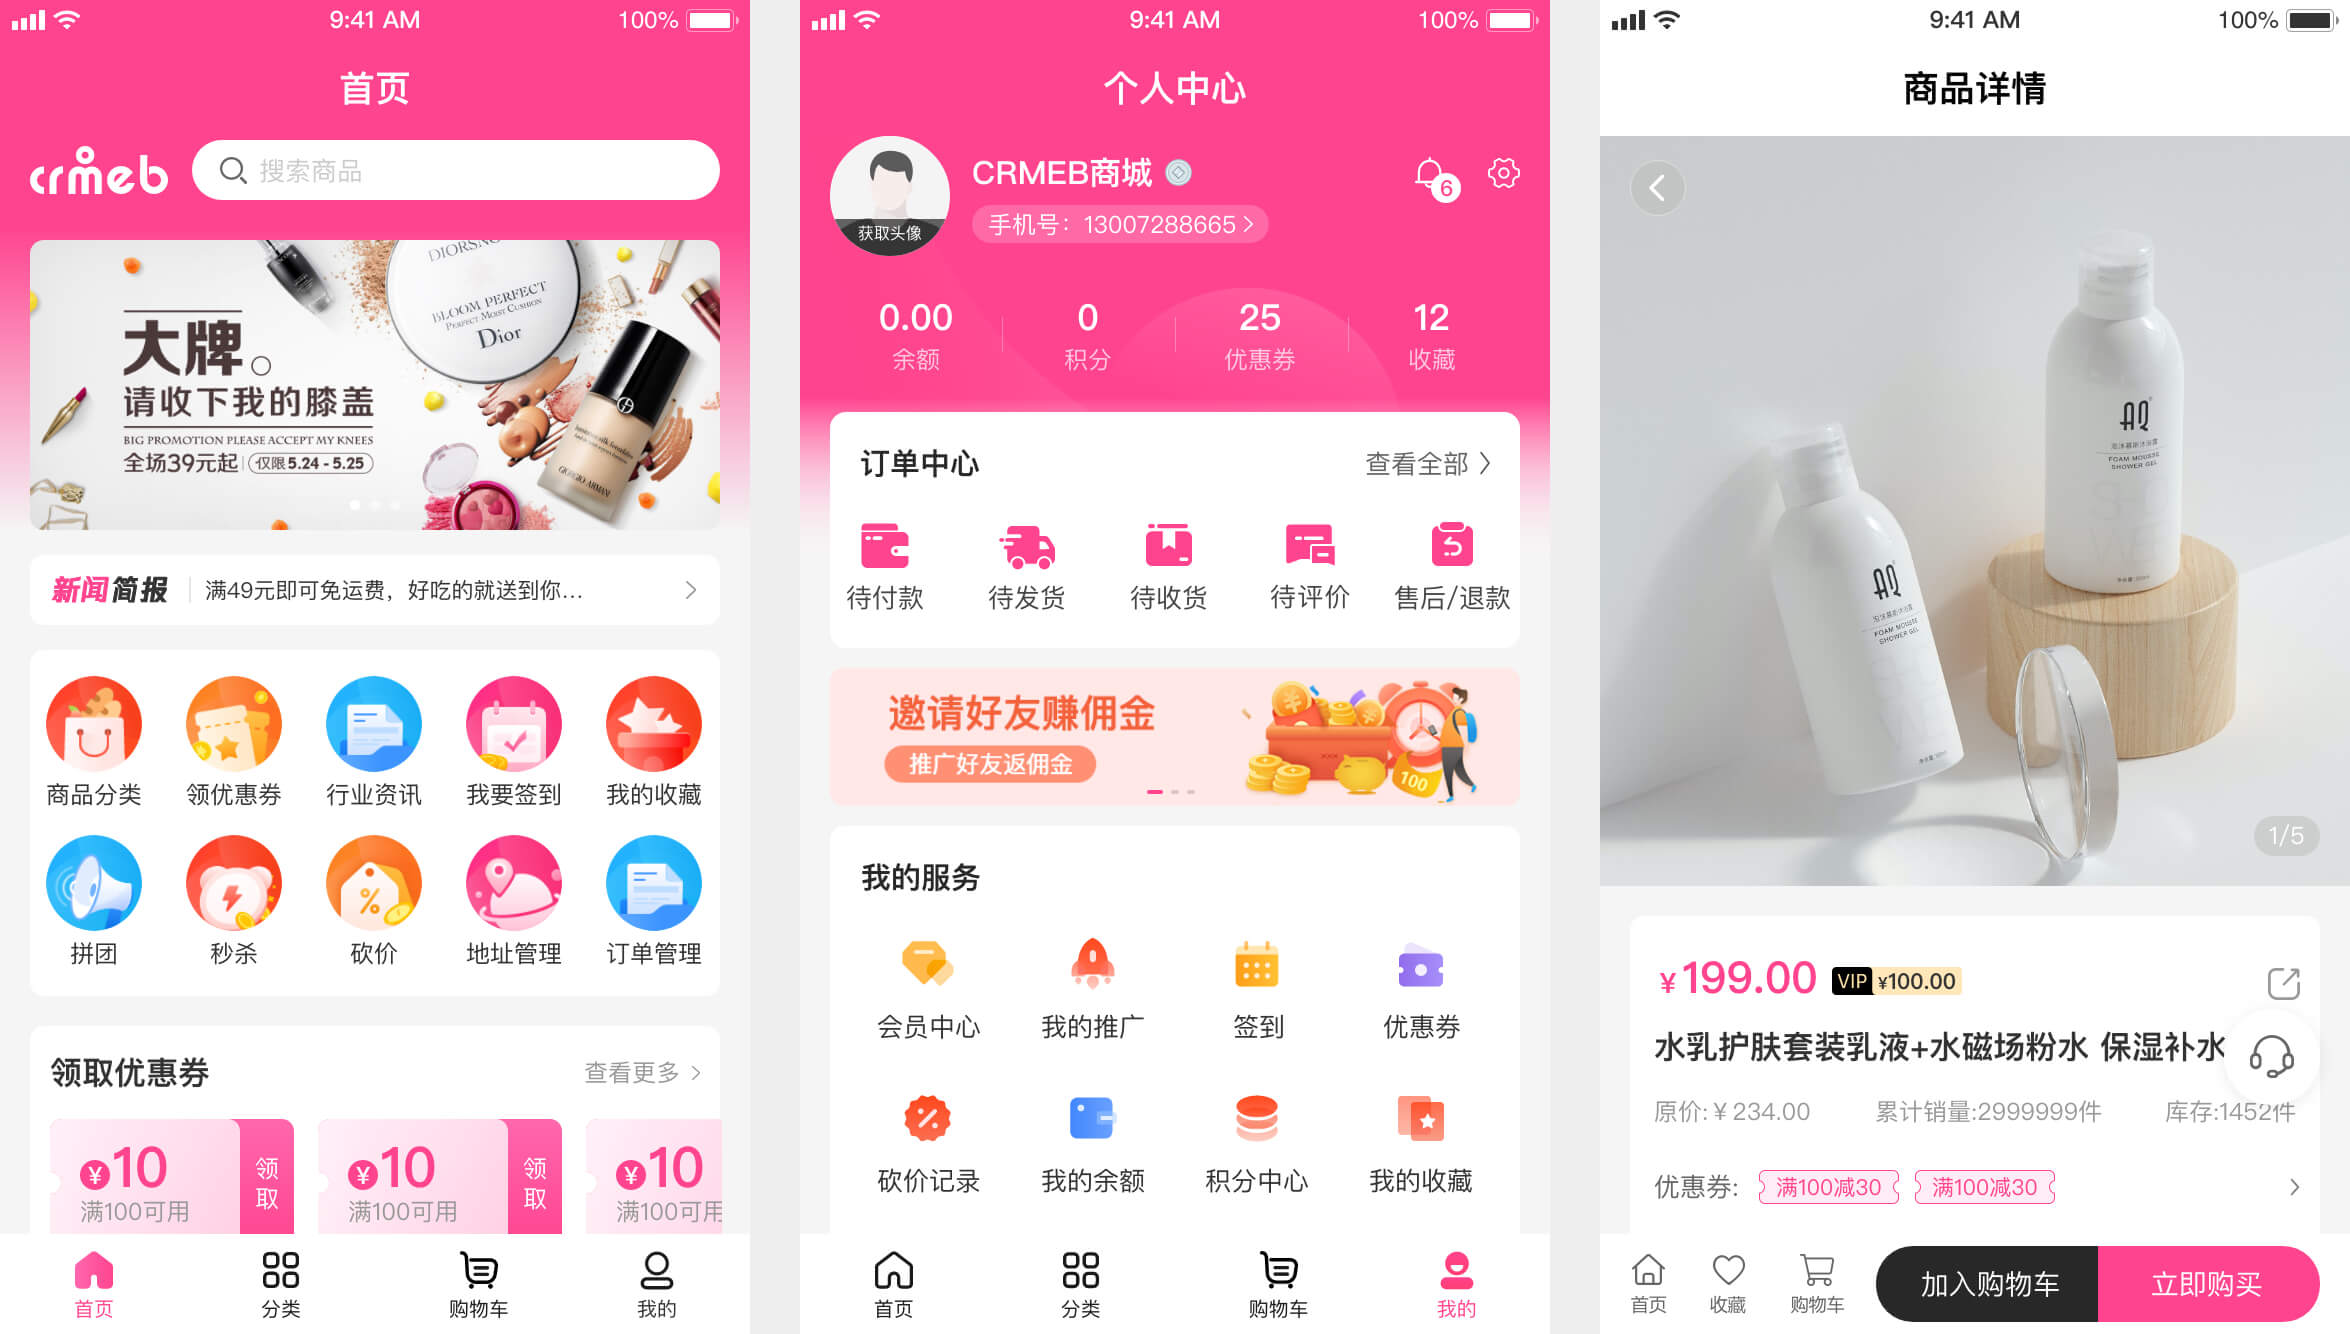 9:41 AM
100%
首页
crmeb
搜索商品
DIORSNOW
BLOOM PERFECT
PERFECT MOIST CUSHION
Dior
大牌。
请收下我的膝盖
BIG PROMOTION PLEASE ACCEPT MY KNEES
全场39元起 仅限 5.24 - 5.25
GIORGIO ARMANI
新闻简报
满49元即可免运费，好吃的就送到你...
商品分类 领优惠券 行业资讯 我要签到 我的收藏
拼团 秒杀 砍价 地址管理 订单管理
领取优惠券
查看更多
¥10
满100可用
领取
¥10
满100可用
领取
¥10
满100可用
首页 分类 购物车 我的
9:41 AM
100%
个人中心
获取头像
CRMEB商城
手机号：13007288665
6
0.00 0 25 12
余额 积分 优惠券 收藏
订单中心
查看全部
待付款 待发货 待收货 待评价 售后/退款
邀请好友赚佣金
推广好友返佣金
100
我的服务
会员中心 我的推广 签到 优惠券
砍价记录 我的余额 积分中心 我的收藏
首页 分类 购物车 我的
9:41 AM
100%
商品详情
AQ
FOAM MOUSSE
SHOWER GEL
AQ
FOAM MOUSSE
SHOWER GEL
1/5
¥199.00
VIP ¥100.00
水乳护肤套装乳液+水磁场粉水 保湿补水
原价:¥234.00 累计销量:2999999件 库存:1452件
优惠券: 满100减30 满100减30
首页 收藏 购物车 加入购物车 立即购买